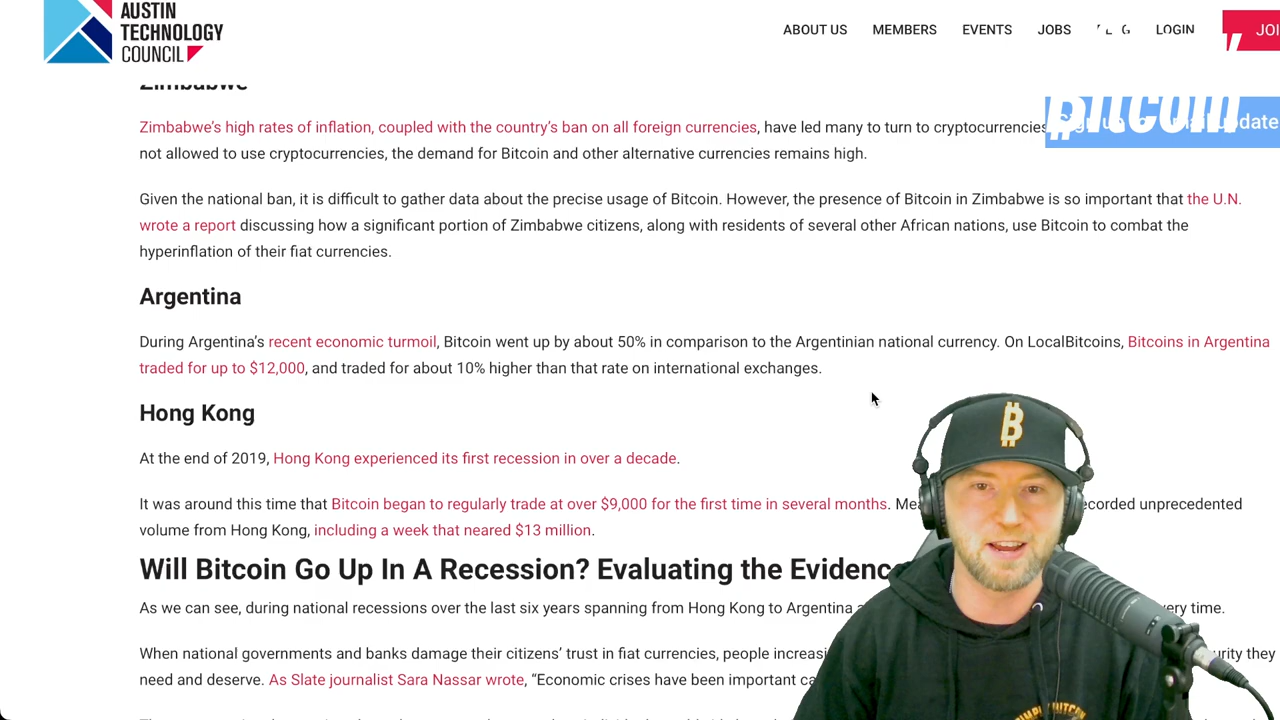 AUSTIN
TECHNOLOGY
COUNCIL
ABOUT US MEMBERS EVENTS JOBS LOGIN
BITCOIN
Zimbabwe
Zimbabwe's high rates of inflation, coupled with the country's ban on all foreign currencies, have led many to turn to cryptocurrencies
not allowed to use cryptocurrencies, the demand for Bitcoin and other alternative currencies remains high.
Given the national ban, it is difficult to gather data about the precise usage of Bitcoin. However, the presence of Bitcoin in Zimbabwe is so important that the U.N.
wrote a report discussing how a significant portion of Zimbabwe citizens, along with residents of several other African nations, use Bitcoin to combat the
hyperinflation of their fiat currencies.
Argentina
During Argentina's recent economic turmoil, Bitcoin went up by about 50% in comparison to the Argentinian national currency. On LocalBitcoins, Bitcoins in Argentina
traded for up to $12,000, and traded for about 10% higher than that rate on international exchanges.
Hong Kong
At the end of 2019, Hong Kong experienced its first recession in over a decade.
It was around this time that Bitcoin began to regularly trade at over $9,000 for the first time in several months. unprecedented
volume from Hong Kong, including a week that neared $13 million.
Will Bitcoin Go Up In A Recession? Evaluating the
As we can see, during national recessions over the last six years spanning from Hong Kong to Argentina time.
When national governments and banks damage their citizens' trust in fiat currencies, people they
need and deserve. As Slate journalist Sara Nassar wrote, "Economic crises have been important